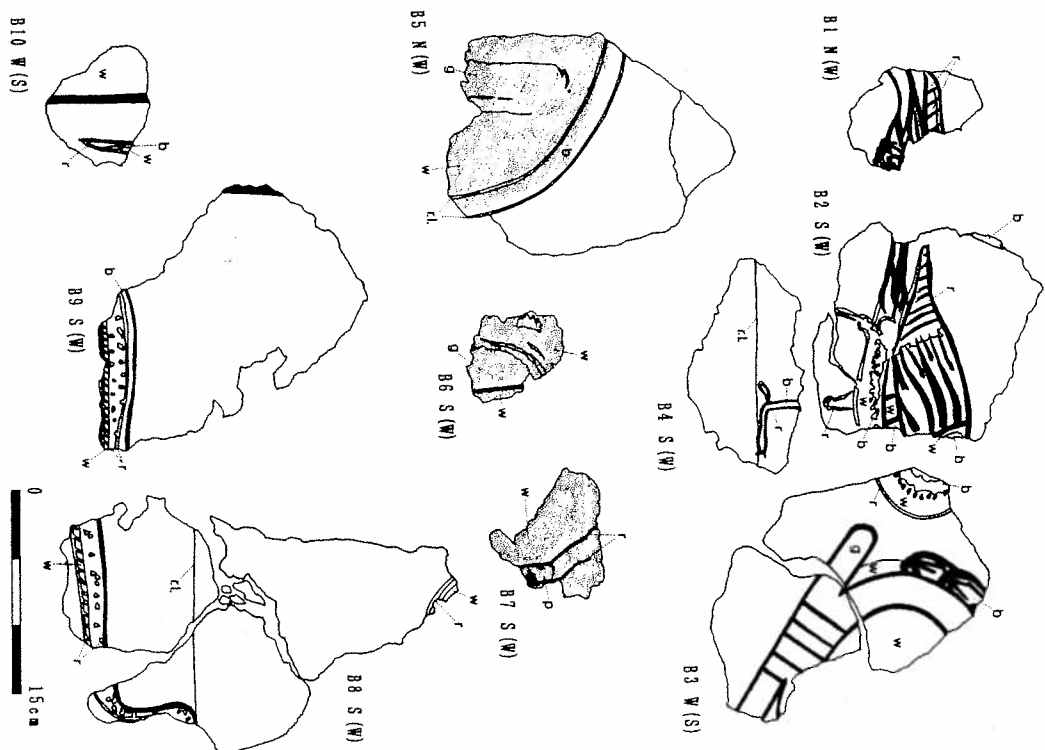 B1 N(W)
r
B2 S(W)
b
r
b
w
w
w
b
b
r
B3 W(S)
b
w
r
w
w
b
B4 S(W)
r.l.
b
r
B5 N(W)
g
b
w
r.l.
B6 S(W)
w
g
w
B7 S(W)
w
r
p
B8 S(W)
w
r
r.l.
w
r
B9 S(W)
b
r
w
B10 W(S)
w
b
w
r
0 15cm